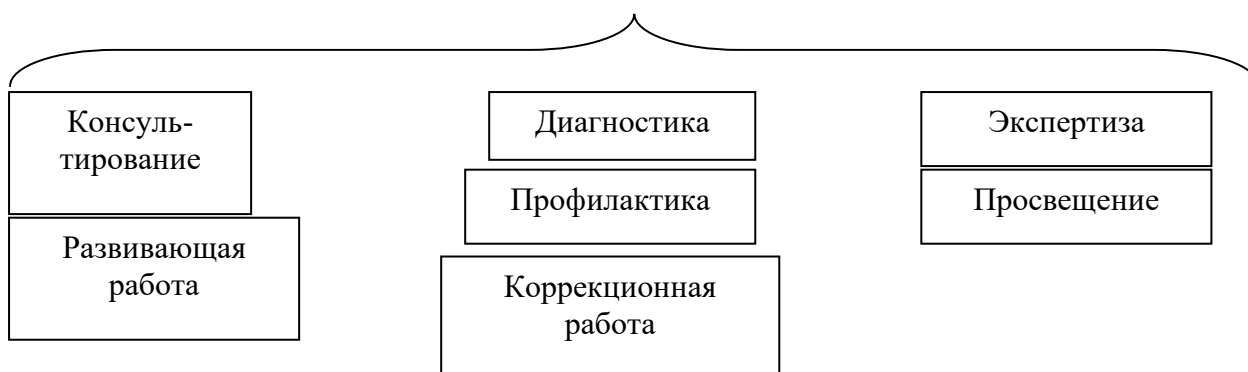 Консуль-
тирование
Развивающая
работа
Диагностика
Профилактика
Коррекционная
работа
Экспертиза
Просвещение